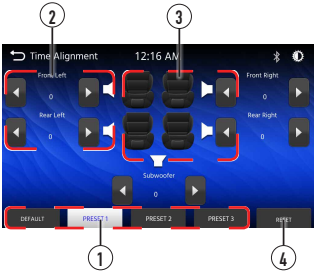 2 3
Time Alignment 12:16 AM
Front Left Front Right
0 0
Rear Left Rear Right
0 0
Subwoofer
0
DEFAULT PRESET 1 PRESET 2 PRESET 3 RESET
1 4